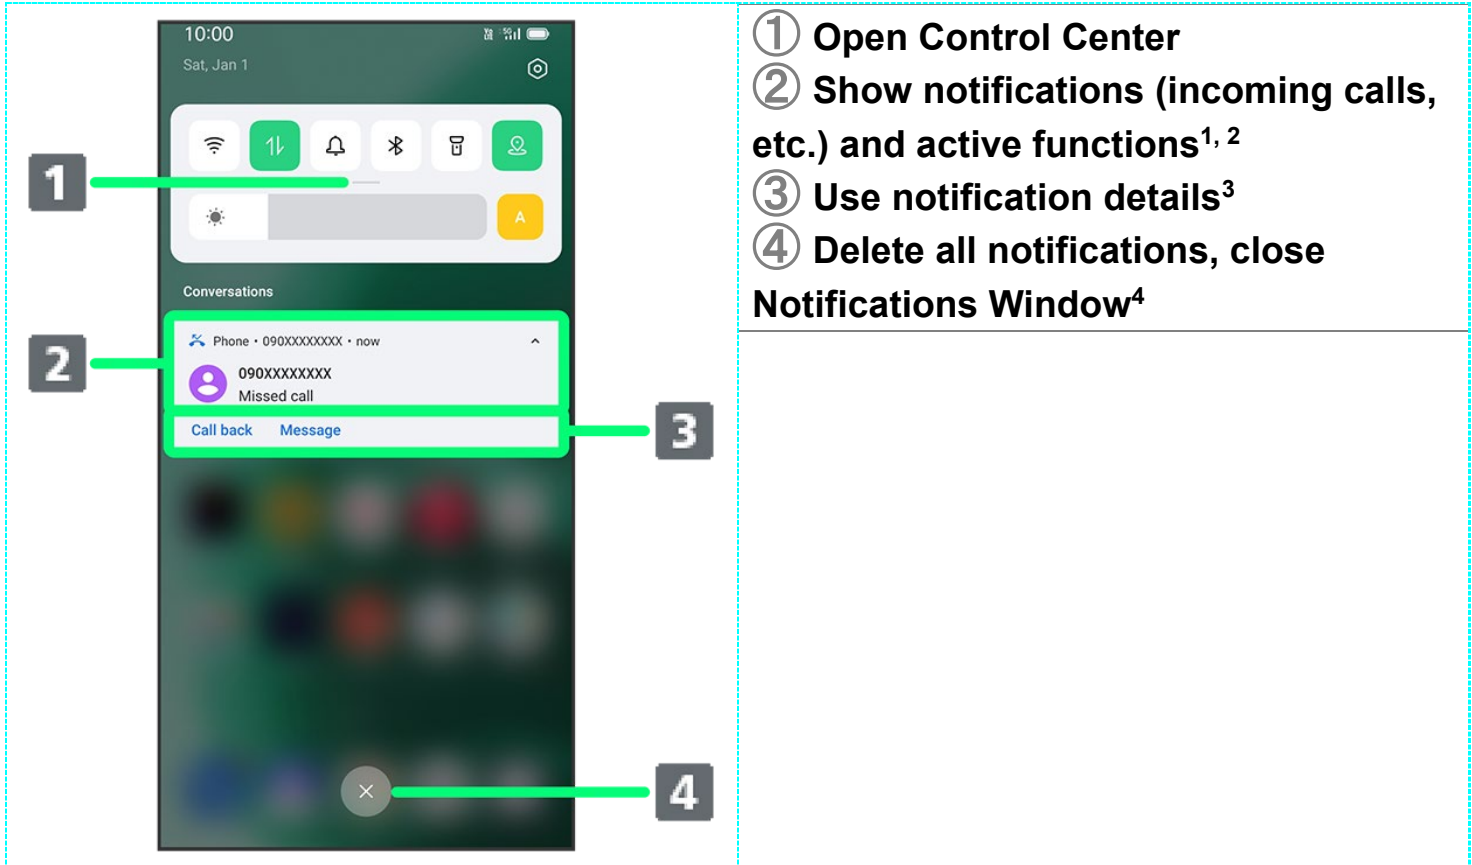 10:00
Sat, Jan 1
A
1
Conversations
2
Phone • 090XXXXXXXX • now
090XXXXXXXX
Missed call
Call back Message
3
4
① Open Control Center
② Show notifications (incoming calls,
etc.) and active functions1, 2
③ Use notification details3
④ Delete all notifications, close
Notifications Window4